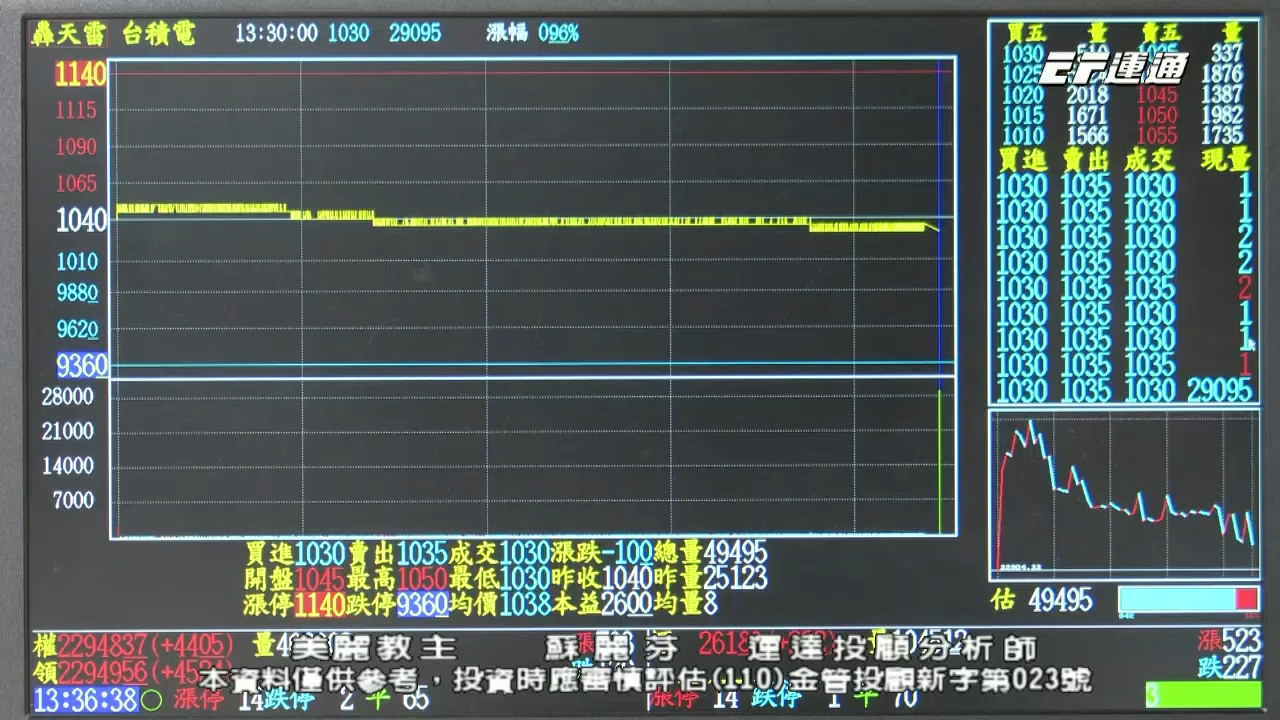 轟天雷 台積電 13:30:00 1030 29095 漲幅 096%
1140
1115
1090
1065
1040
1010
9880
9620
9360
28000
21000
14000
7000
買五 量 賣五 量
1030 337
1025 1876
1020 2018 1045 1387
1015 1671 1050 1982
1010 1566 1055 1735
運通
買進 賣出 成交 現量
1030 1035 1030 1
1030 1035 1030 1
1030 1035 1030 2
1030 1035 1030 2
1030 1035 1035 2
1030 1035 1030 1
1030 1035 1030 1
1030 1035 1035 1
1030 1035 1030 29095
買進1030賣出1035成交1030漲跌-100總量49495
開盤1045最高1050最低1030昨收1040昨量25123
漲停1140跌停9360均價1038本益2600均量8
估 49495
權2294837(+4405) 量
漲523
領2294956
跌227
美麗教主 蘇麗芬 運達投顧分析師
本資料僅供參考，投資時應審慎評估(110)金管投顧新字第023號
13:36:38 漲停 14跌停 2 平 65 漲停 14 跌停 1 平 70
3